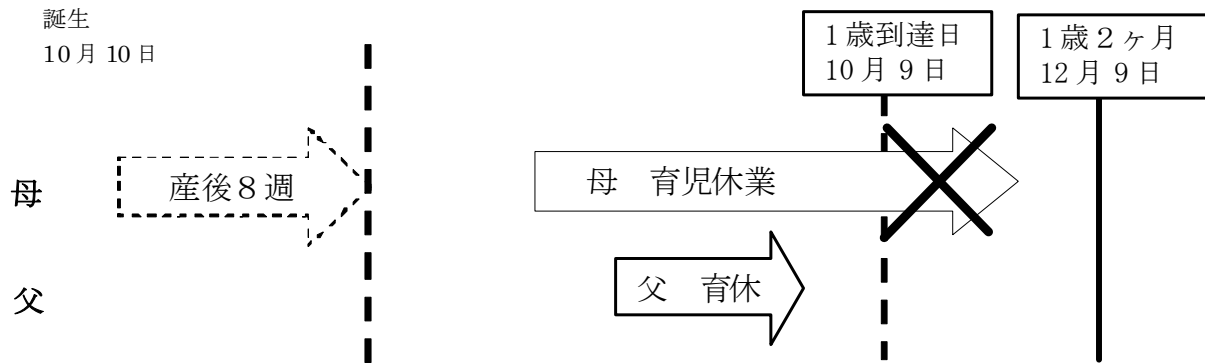 誕生
10月10日
1歳到達日
10月9日
1歳2ヶ月
12月9日
母
産後8週
母　育児休業
父
父　育休